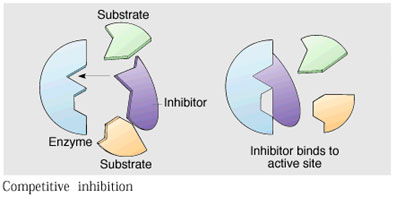 Substrate
Inhibitor
Enzyme
Substrate
Inhibitor binds to
active site
Competitive inhibition